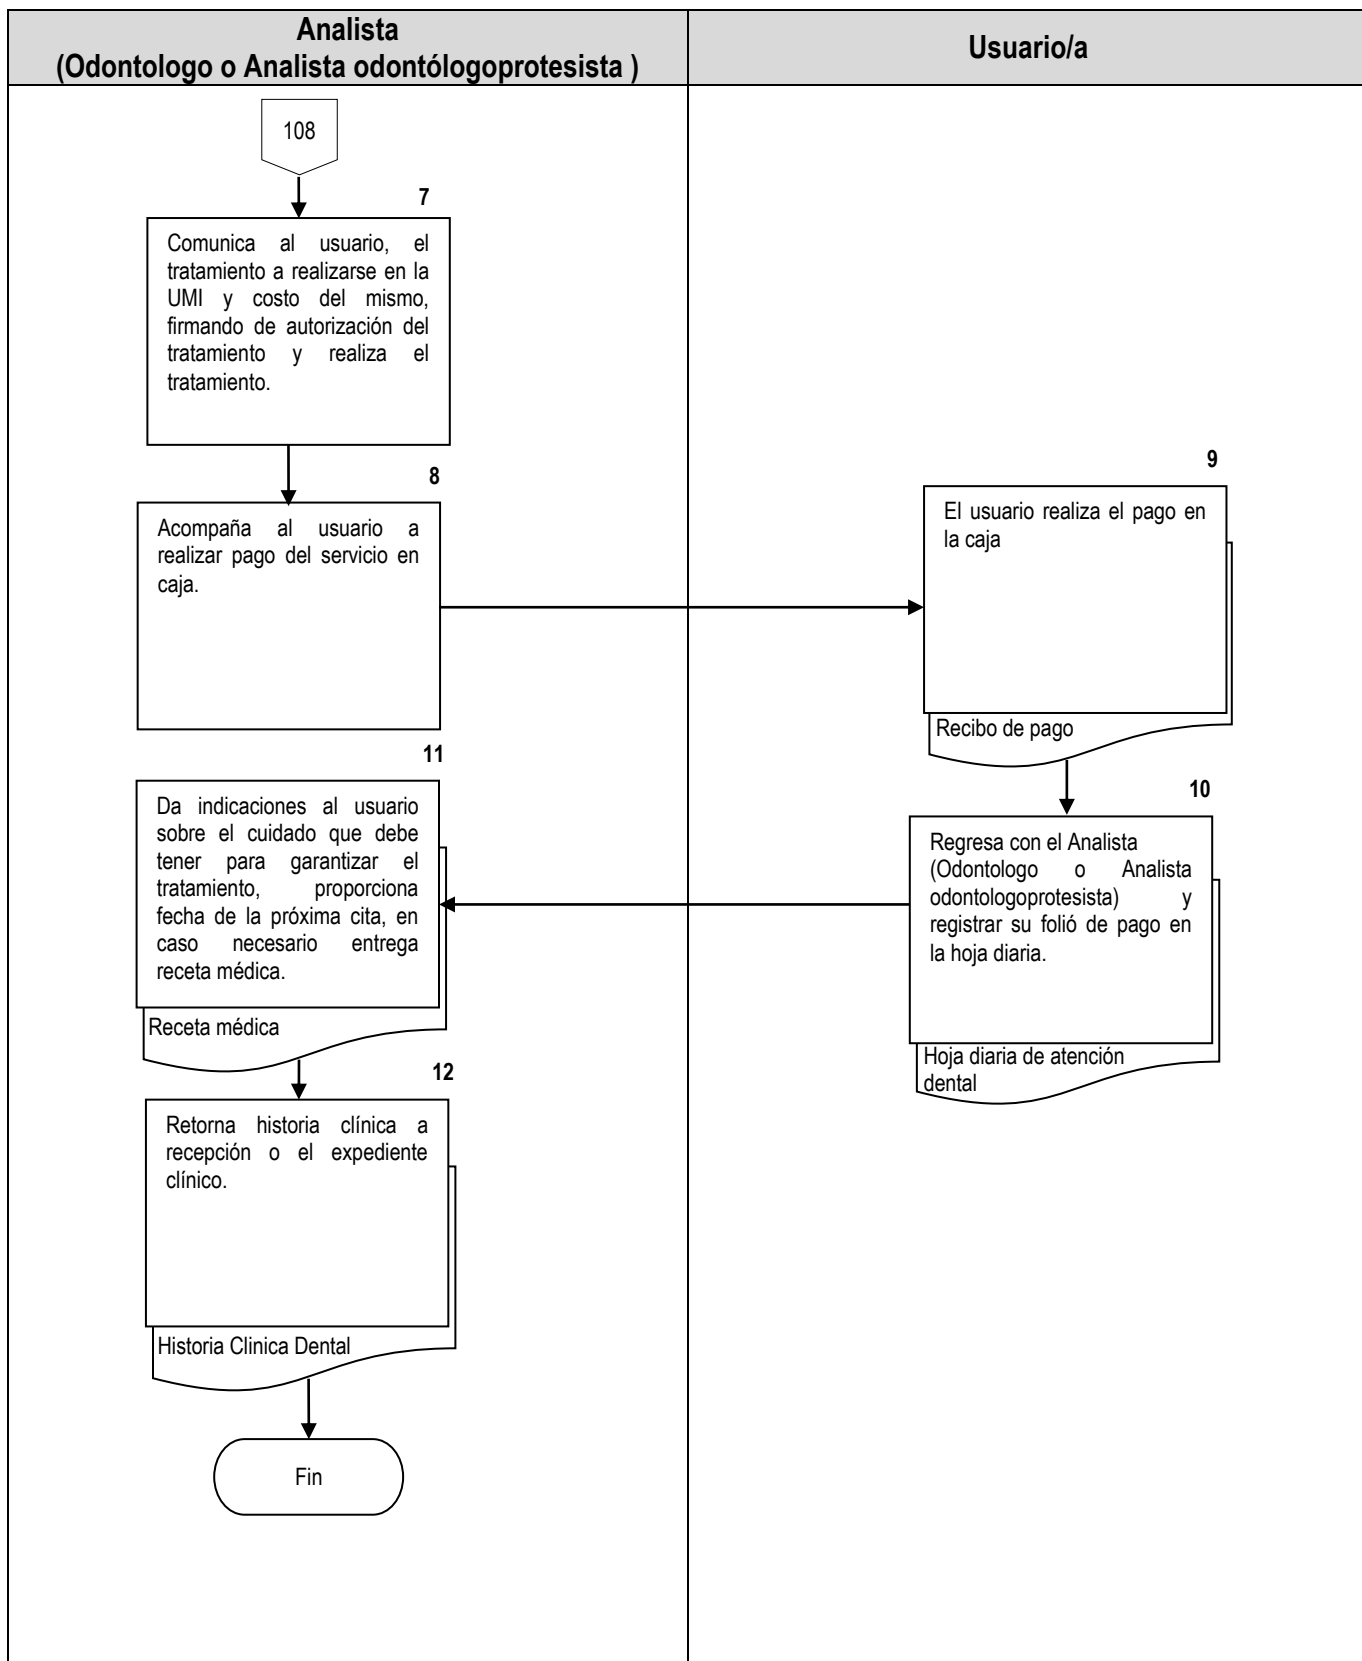 Analista
(Odontologo o Analista odontólogoprotesista )
Usuario/a
108
7
Comunica al usuario, el
tratamiento a realizarse en la
UMI y costo del mismo,
firmando de autorización del
tratamiento y realiza el
tratamiento.
8
Acompaña al usuario a
realizar pago del servicio en
caja.
9
El usuario realiza el pago en
la caja
Recibo de pago
10
Regresa con el Analista
(Odontologo o Analista
odontologoprotesista) y
registrar su folió de pago en
la hoja diaria.
Hoja diaria de atención
dental
11
Da indicaciones al usuario
sobre el cuidado que debe
tener para garantizar el
tratamiento, proporciona
fecha de la próxima cita, en
caso necesario entrega
receta médica.
Receta médica
12
Retorna historia clínica a
recepción o el expediente
clínico.
Historia Clinica Dental
Fin